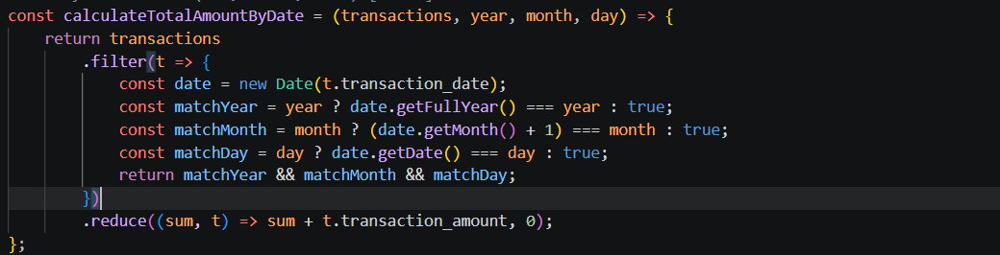 const calculateTotalAmountByDate = (transactions, year, month, day) => {
    return transactions
        .filter(t => {
            const date = new Date(t.transaction_date);
            const matchYear = year ? date.getFullYear() === year : true;
            const matchMonth = month ? (date.getMonth() + 1) === month : true;
            const matchDay = day ? date.getDate() === day : true;
            return matchYear && matchMonth && matchDay;
        })
        .reduce((sum, t) => sum + t.transaction_amount, 0);
};